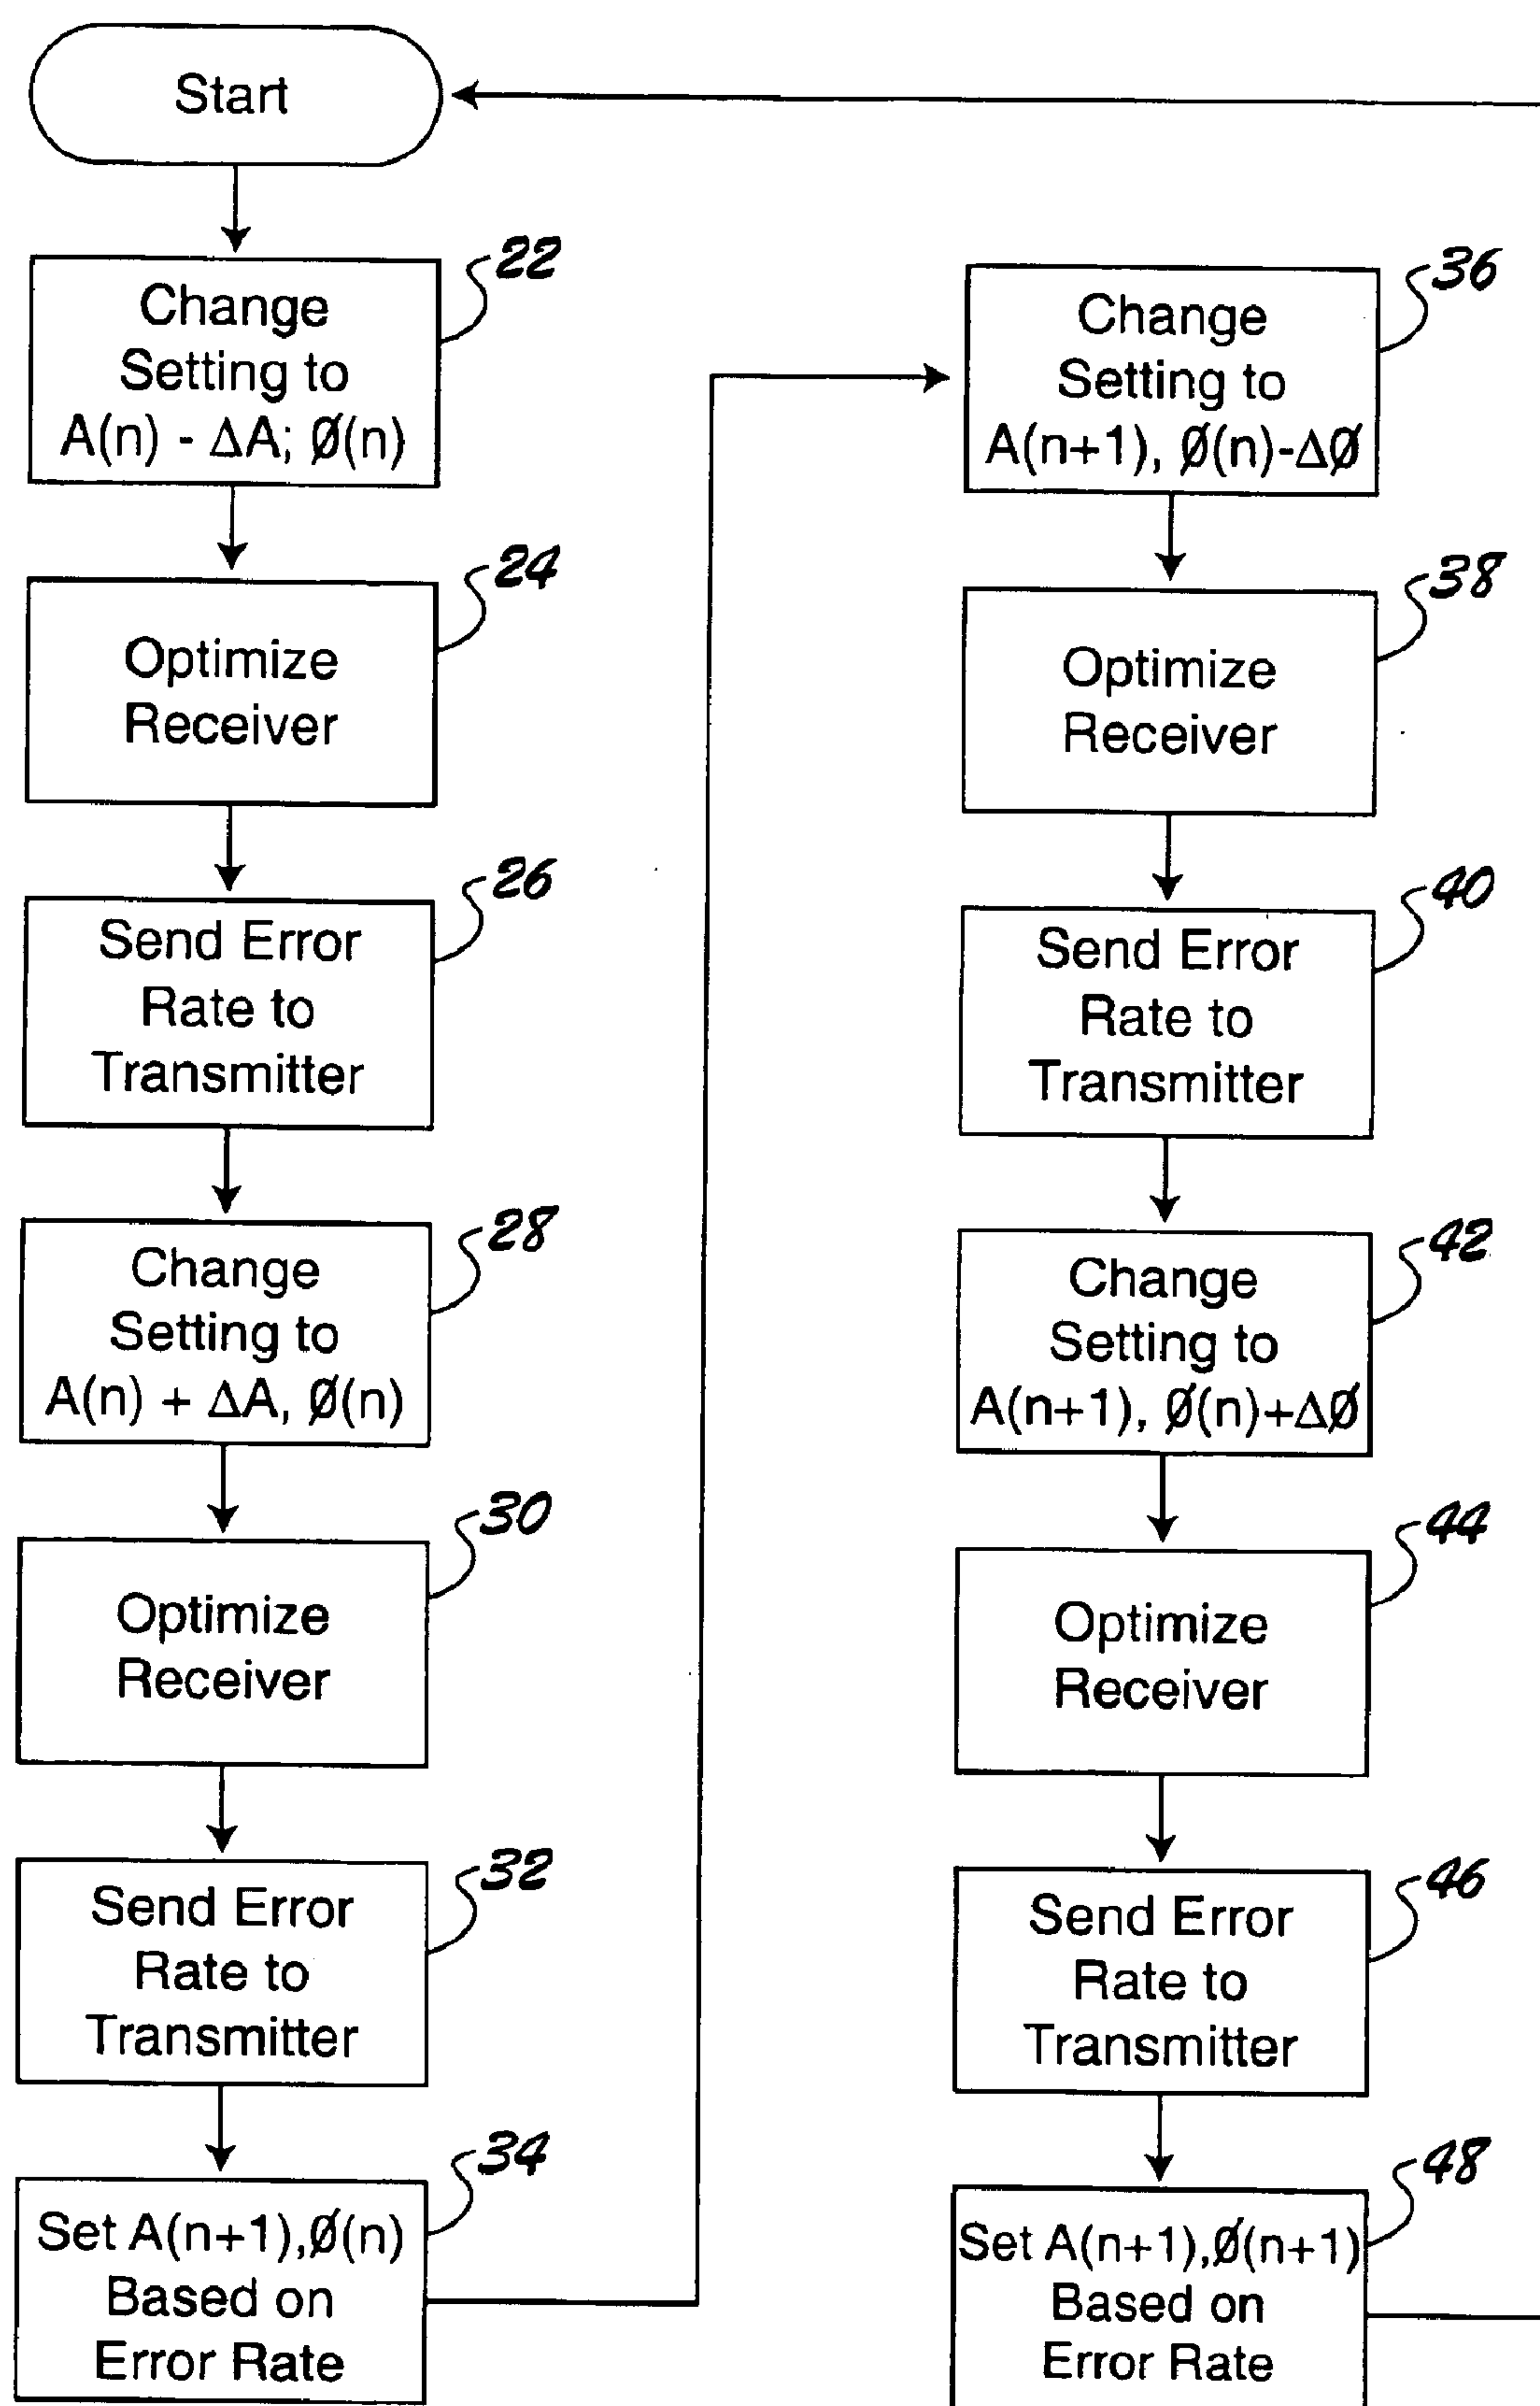 Start
22
Change
Setting to
A(n) - ΔA; Ø(n)
24
Optimize
Receiver
26
Send Error
Rate to
Transmitter
28
Change
Setting to
A(n) + ΔA, Ø(n)
30
Optimize
Receiver
32
Send Error
Rate to
Transmitter
34
Set A(n+1),Ø(n)
Based on
Error Rate
36
Change
Setting to
A(n+1), Ø(n)-ΔØ
38
Optimize
Receiver
40
Send Error
Rate to
Transmitter
42
Change
Setting to
A(n+1), Ø(n)+ΔØ
44
Optimize
Receiver
46
Send Error
Rate to
Transmitter
48
Set A(n+1),Ø(n+1)
Based on
Error Rate